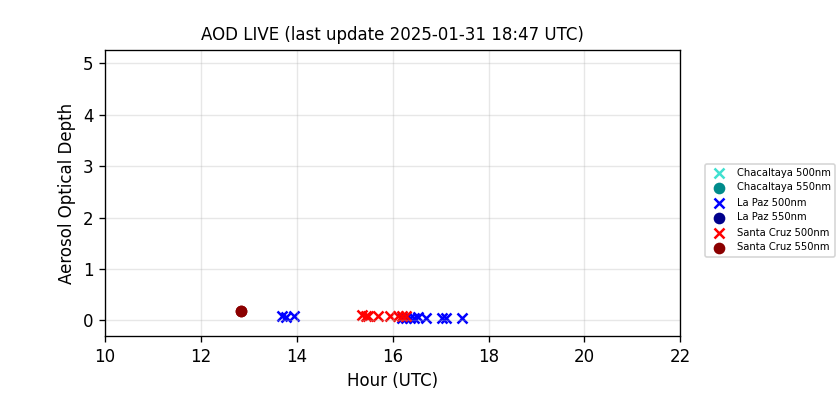 AOD LIVE (last update 2025-01-31 18:47 UTC)
Aerosol Optical Depth
5
4
3
2
1
0
10 12 14 16 18 20 22
Hour (UTC)
Chacaltaya 500nm
Chacaltaya 550nm
La Paz 500nm
La Paz 550nm
Santa Cruz 500nm
Santa Cruz 550nm